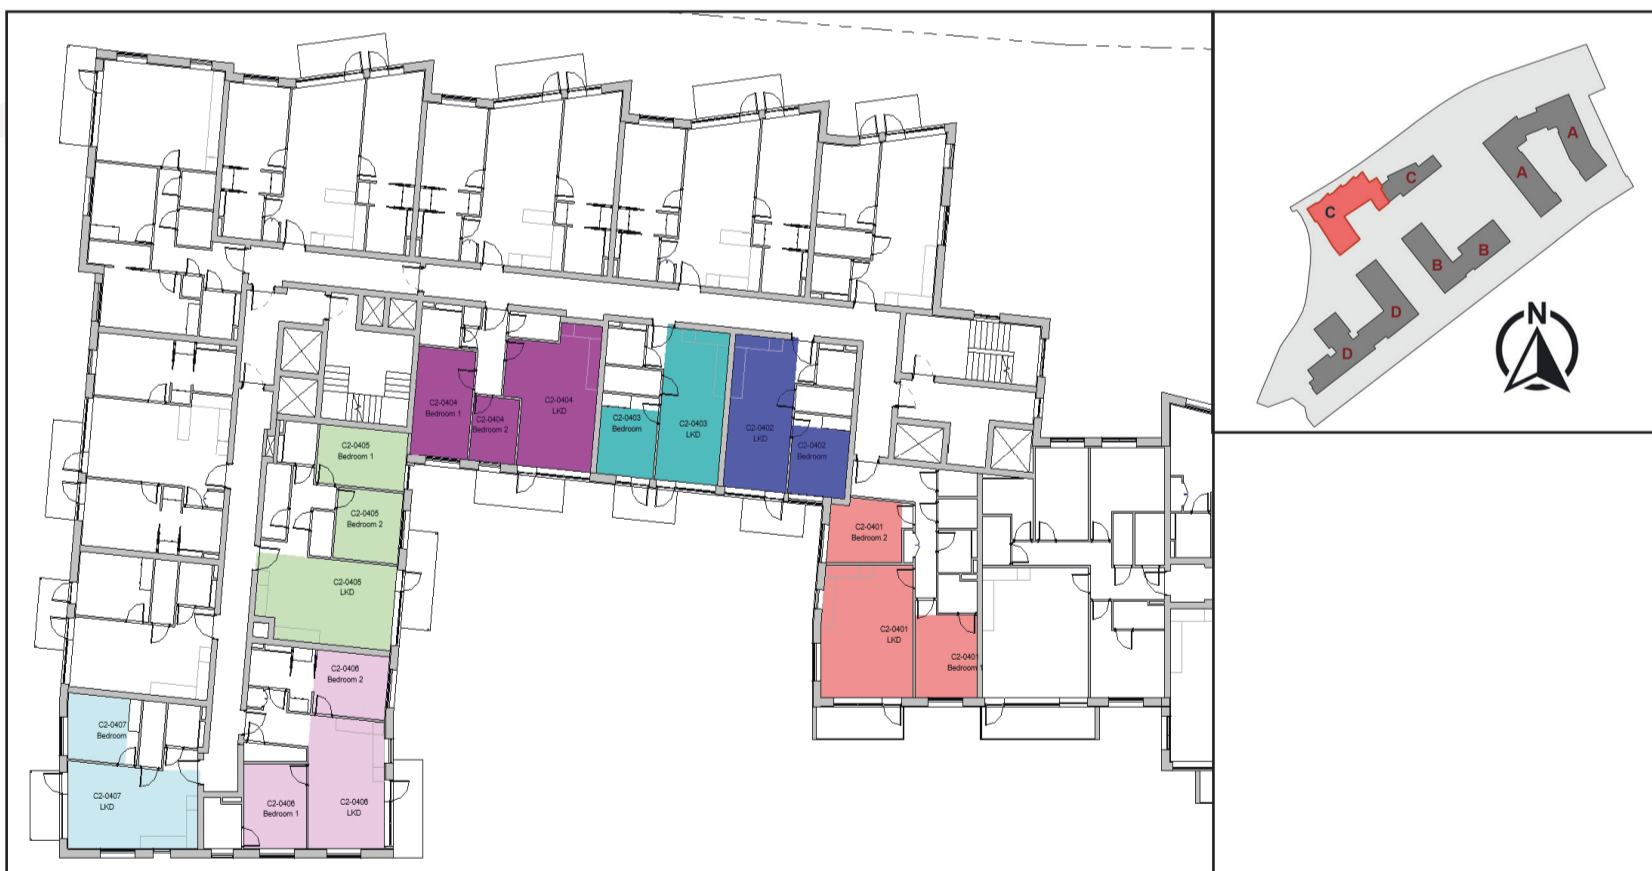 C2-0404
Bedroom 1
C2-0404
Bedroom 2
C2-0404
LKD
C2-0403
Bedroom
C2-0403
LKD
C2-0402
LKD
C2-0402
Bedroom
C2-0405
Bedroom 1
C2-0405
Bedroom 2
C2-0405
LKD
C2-0401
Bedroom 2
C2-0401
LKD
C2-0401
Bedroom 1
C2-0406
Bedroom 2
C2-0406
Bedroom 1
C2-0406
LKD
C2-0407
Bedroom
C2-0407
LKD
A
A
C
C
B
B
D
D
N